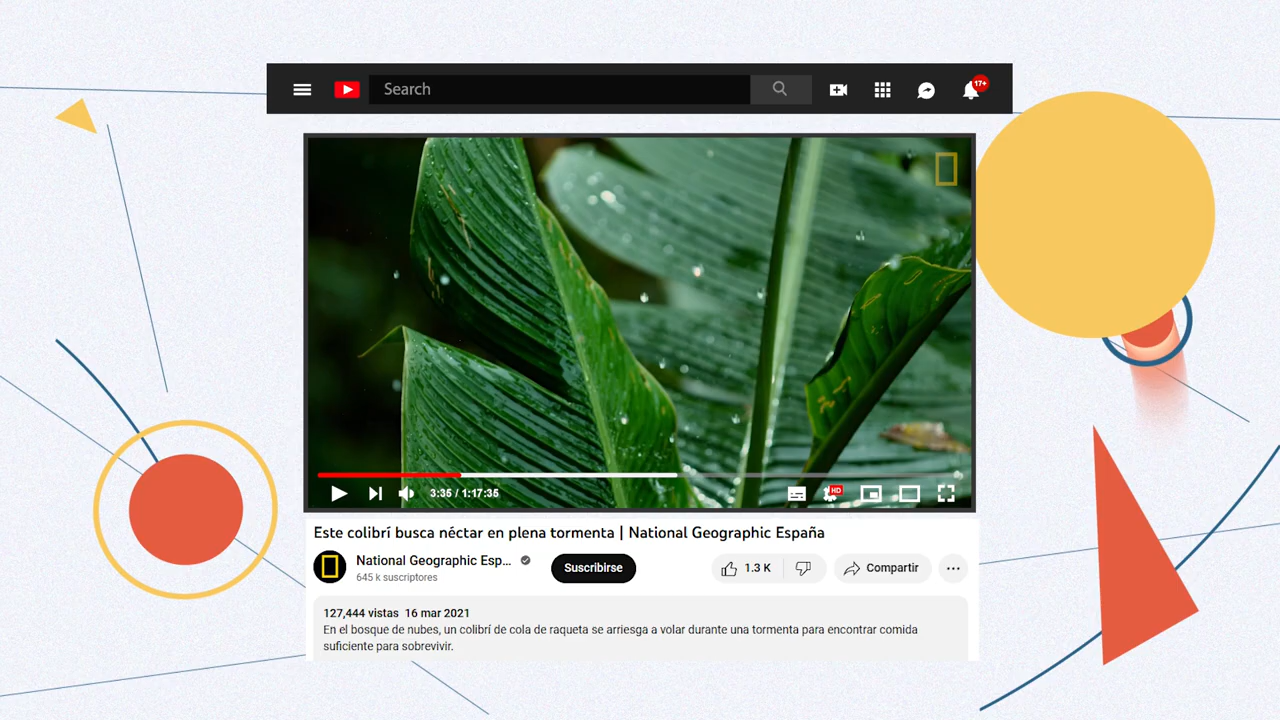 Search
17+
3:35 / 1:17:35
HD
Este colibrí busca néctar en plena tormenta | National Geographic España
National Geographic Esp...
645 k suscriptores
Suscribirse
1.3 K
Compartir
127,444 vistas 16 mar 2021
En el bosque de nubes, un colibrí de cola de raqueta se arriesga a volar durante una tormenta para encontrar comida
suficiente para sobrevivir.